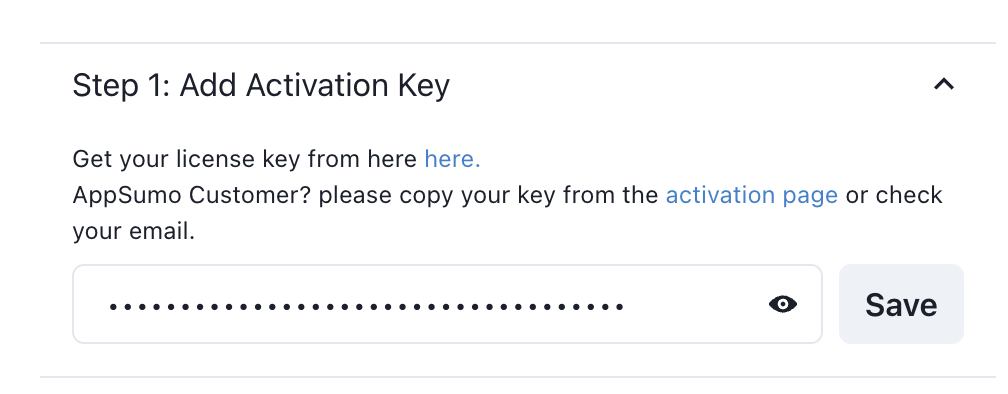 Step 1: Add Activation Key
Get your license key from here here.
AppSumo Customer? please copy your key from the activation page or check
your email.
••••••••••••••••••••••••••••••••••••
Save